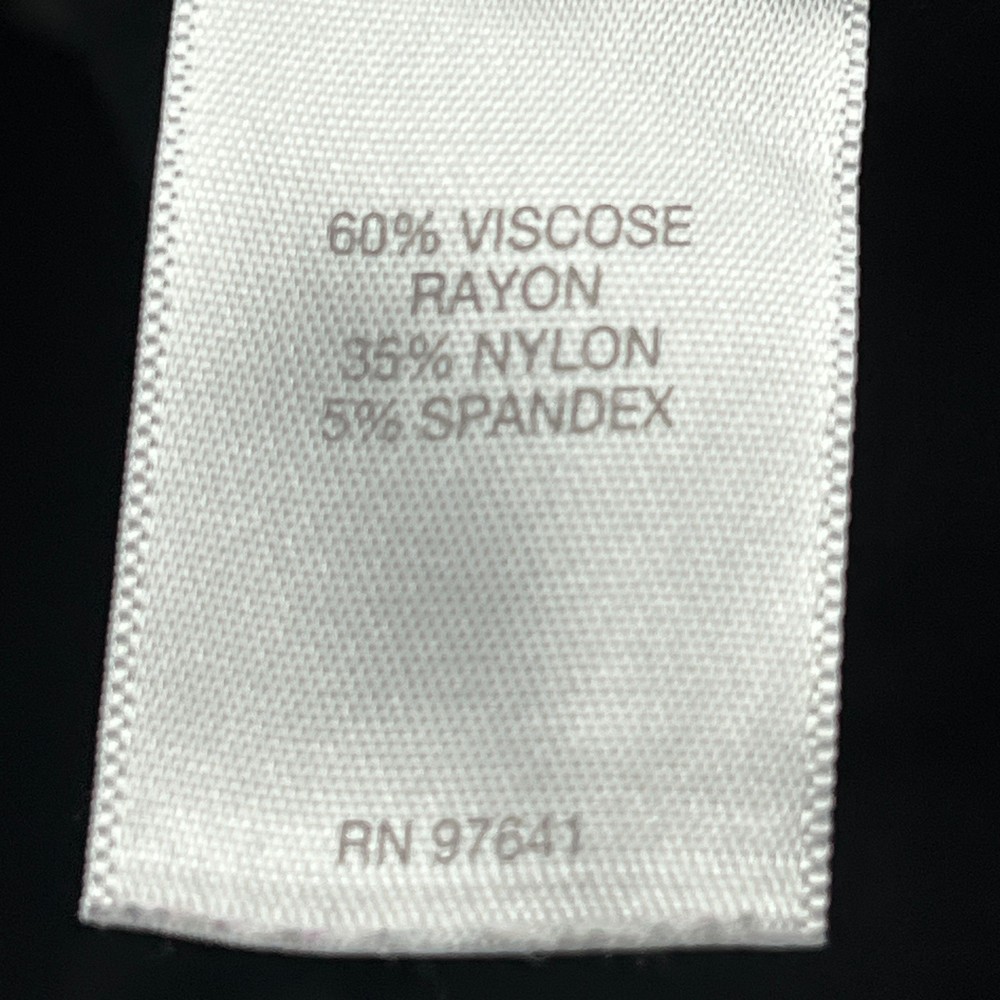 60% VISCOSE
RAYON
35% NYLON
5% SPANDEX
RN 97641